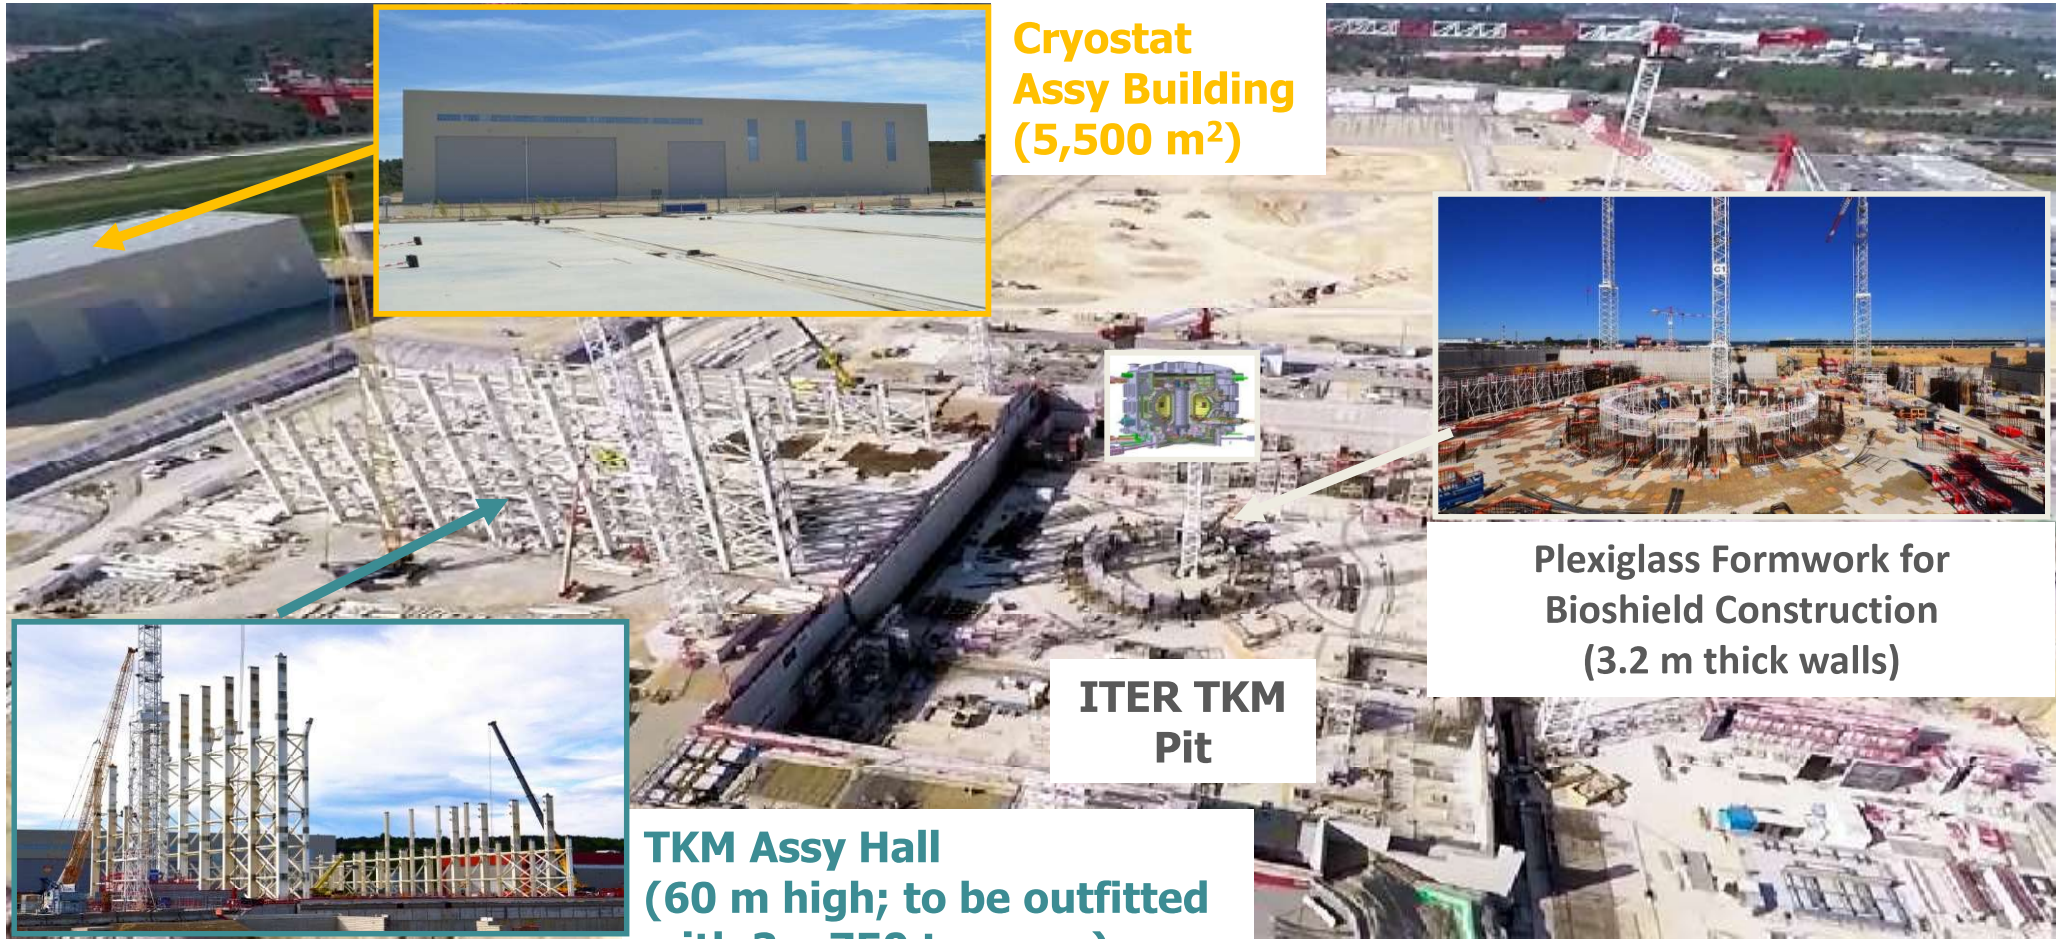 Cryostat
Assy Building
(5,500 m²)
C1
Plexiglass Formwork for
Bioshield Construction
(3.2 m thick walls)
ITER TKM
Pit
TKM Assy Hall
(60 m high; to be outfitted